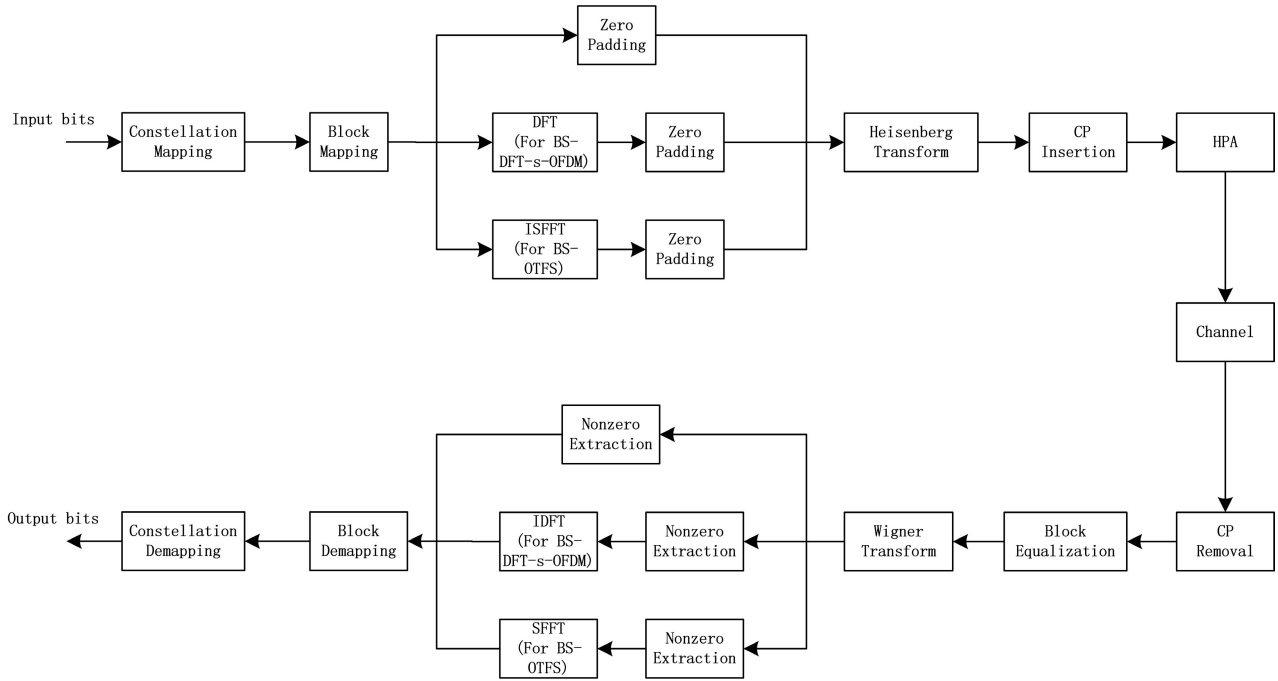 Zero
Padding
Input bits
Constellation
Mapping
Block
Mapping
DFT
(For BS-
DFT-s-OFDM)
Zero
Padding
Heisenberg
Transform
CP
Insertion
HPA
ISFFT
(For BS-
OTFS)
Zero
Padding
Channel
Nonzero
Extraction
Output bits
Constellation
Demapping
Block
Demapping
IDFT
(For BS-
DFT-s-OFDM)
Nonzero
Extraction
Wigner
Transform
Block
Equalization
CP
Removal
SFFT
(For BS-
OTFS)
Nonzero
Extraction